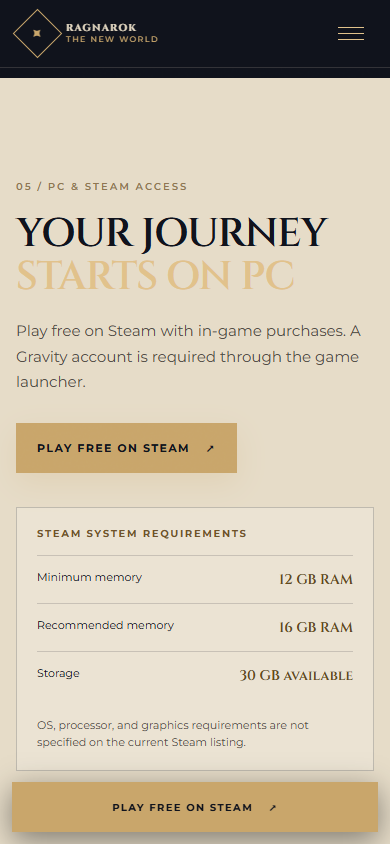 RAGNAROK
THE NEW WORLD
05 / PC & STEAM ACCESS
YOUR JOURNEY
STARTS ON PC
Play free on Steam with in-game purchases. A
Gravity account is required through the game
launcher.
PLAY FREE ON STEAM ↗
STEAM SYSTEM REQUIREMENTS
Minimum memory 12 GB RAM
Recommended memory 16 GB RAM
Storage 30 GB AVAILABLE
OS, processor, and graphics requirements are not
specified on the current Steam listing.
PLAY FREE ON STEAM ↗